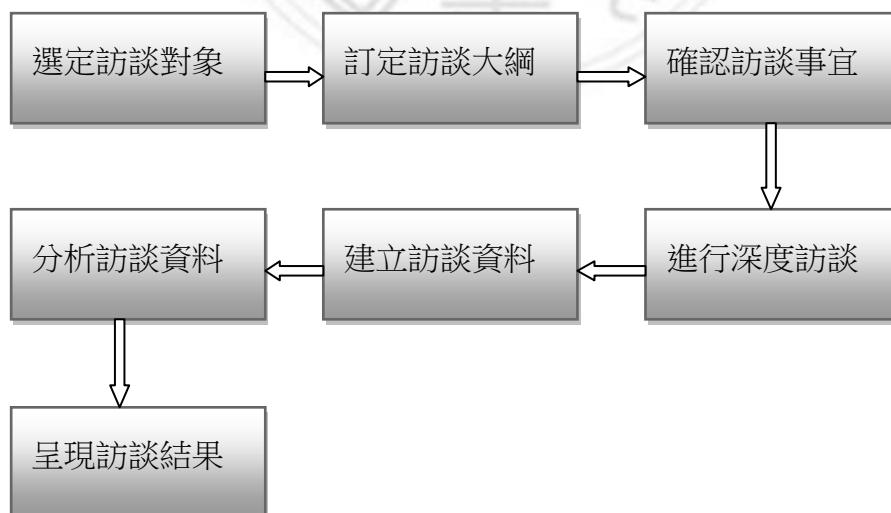 選定訪談對象
訂定訪談大綱
確認訪談事宜
進行深度訪談
建立訪談資料
分析訪談資料
呈現訪談結果